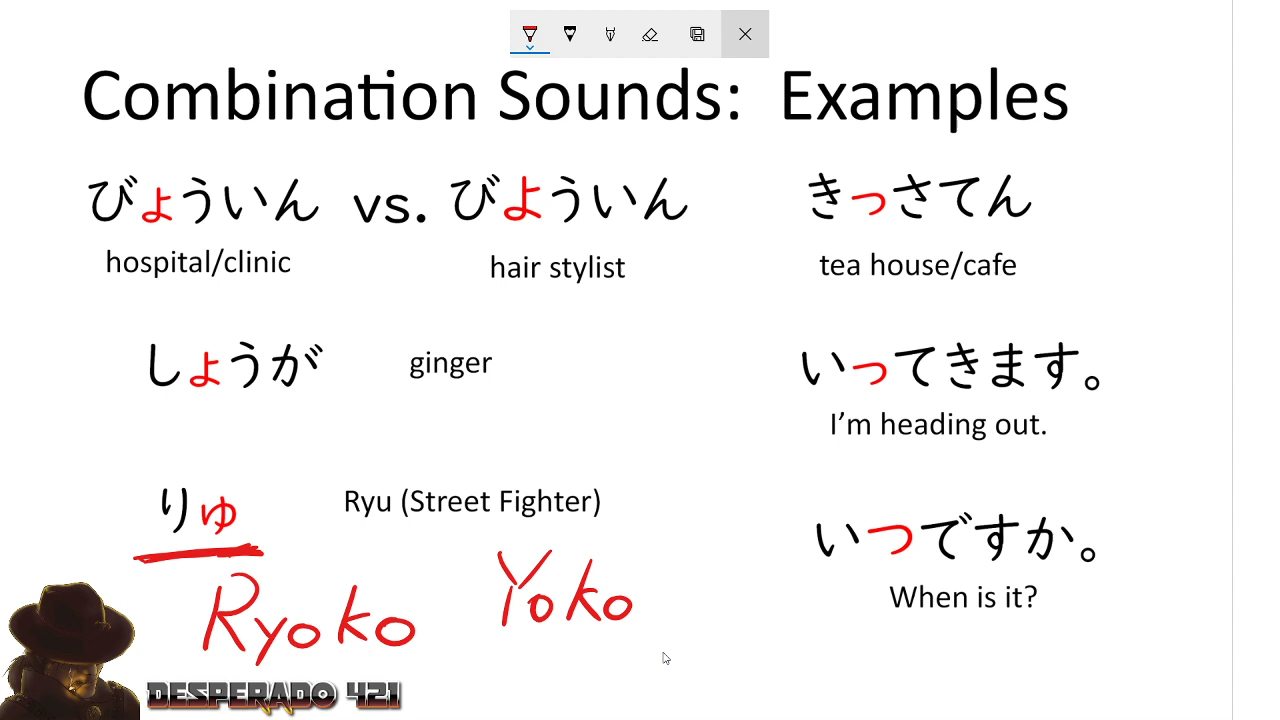 Combination Sounds: Examples
びょういん vs. びよういん
hospital/clinic
hair stylist
きっさてん
tea house/cafe
しょうが
ginger
いってきます。
I'm heading out.
りゅ
Ryu (Street Fighter)
Ryoko
Yoko
いつですか。
When is it?
DESPERADO 421